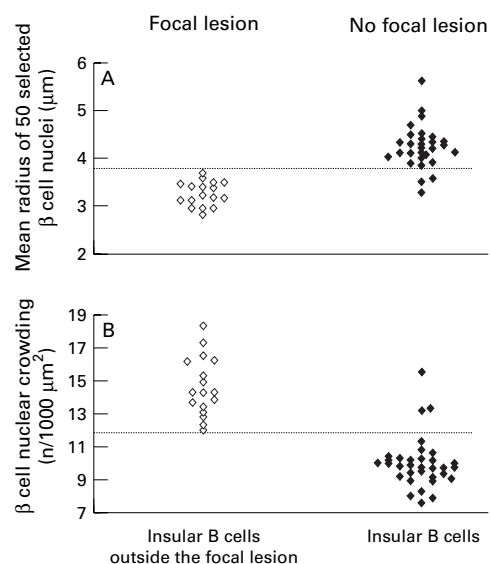 Focal lesion
No focal lesion
Mean radius of 50 selected
β cell nuclei (μm)
6
5
4
3
2
A
β cell nuclear crowding
(n/1000 μm²)
19
17
15
13
11
9
7
B
Insular B cells
outside the focal lesion
Insular B cells